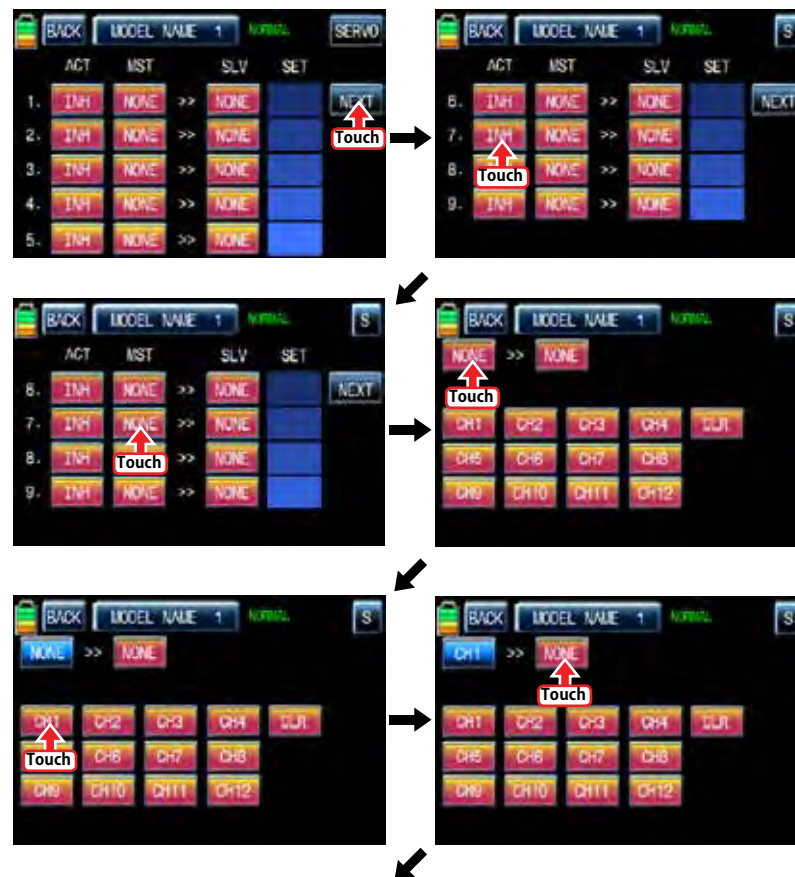 BACK MODEL NAME 1 NORMAL SERVO
ACT MST SLV SET
1. INH NONE >> NONE NEXT
Touch
2. INH NONE >> NONE
3. INH NONE >> NONE
4. INH NONE >> NONE
5. INH NONE >> NONE
BACK MODEL NAME 1 NORMAL S
ACT MST SLV SET
6. INH NONE >> NONE NEXT
7. INH NONE >> NONE
Touch
8. NONE >> NONE
9. INH NONE >> NONE
BACK MODEL NAME 1 NORMAL S
ACT MST SLV SET
6. INH NONE >> NONE NEXT
7. INH NONE >> NONE
Touch
8. INH >> NONE
9. INH NONE >> NONE
BACK MODEL NAME 1 NORMAL S
NONE >> NONE
Touch
CH1 CH2 CH3 CH4 CLR
CH5 CH6 CH7 CH8
CH9 CH10 CH11 CH12
BACK MODEL NAME 1 NORMAL S
NONE >> NONE
CH1 CH2 CH3 CH4 CLR
Touch
CH6 CH7 CH8
CH9 CH10 CH11 CH12
BACK MODEL NAME 1 NORMAL S
CH1 >> NONE
Touch
CH1 CH2 CH3 CH4 CLR
CH5 CH6 CH7 CH8
CH9 CH10 CH11 CH12